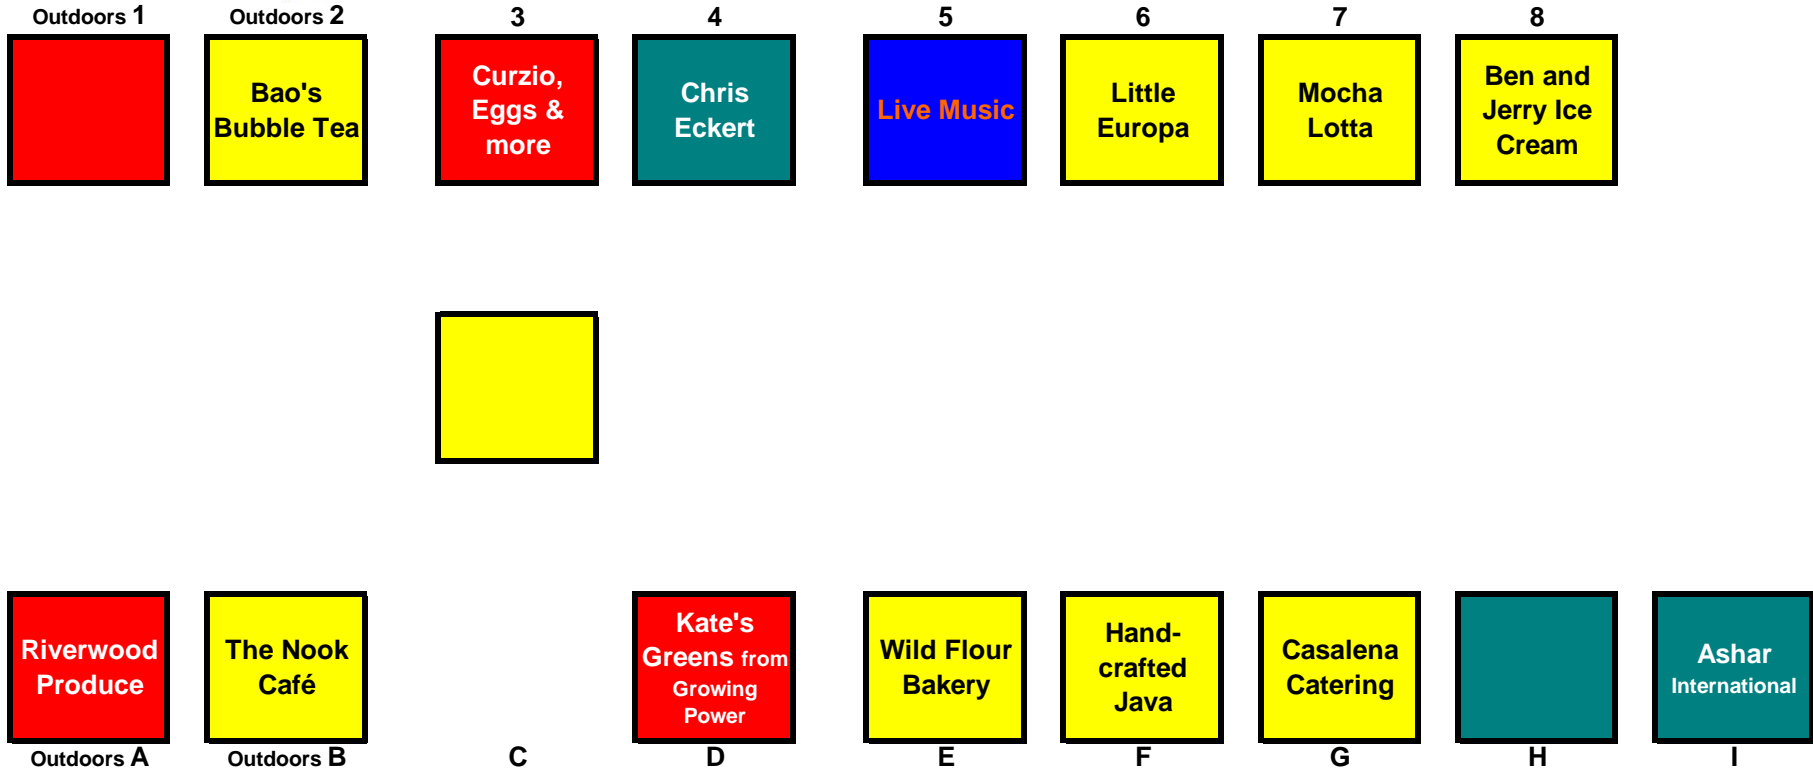 Outdoors 1
Outdoors 2
3
4
5
6
7
8
Bao's
Bubble Tea
Curzio,
Eggs &
more
Chris
Eckert
Live Music
Little
Europa
Mocha
Lotta
Ben and
Jerry Ice
Cream
Riverwood
Produce
The Nook
Café
Kate's
Greens from
Growing
Power
Wild Flour
Bakery
Hand-
crafted
Java
Casalena
Catering
Ashar
International
Outdoors A
Outdoors B
C
D
E
F
G
H
I